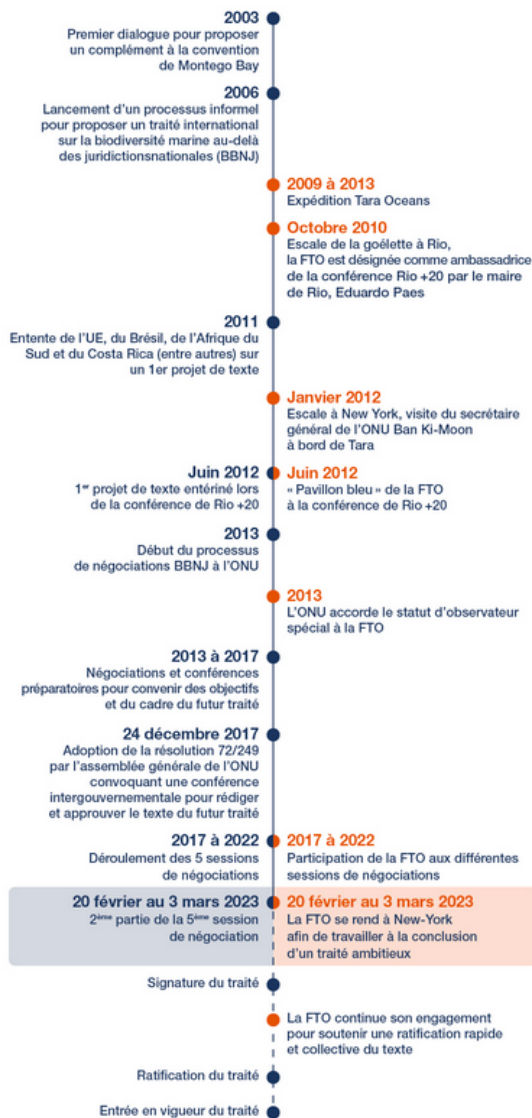 2003
Premier dialogue pour proposer
un complément à la convention
de Montego Bay
2006
Lancement d'un processus informel
pour proposer un traité international
sur la biodiversité marine au-delà
des juridictionsnationales (BBNJ)
2009 à 2013
Expédition Tara Oceans
Octobre 2010
Escale de la goélette à Rio,
la FTO est désignée comme ambassadrice
de la conférence Rio +20 par le maire
de Rio, Eduardo Paes
2011
Entente de l'UE, du Brésil, de l'Afrique du
Sud et du Costa Rica (entre autres) sur
un 1er projet de texte
Janvier 2012
Escale à New York, visite du secrétaire
général de l'ONU Ban Ki-Moon
à bord de Tara
Juin 2012
1er projet de texte entériné lors
de la conférence de Rio +20
Juin 2012
« Pavillon bleu » de la FTO
à la conférence de Rio +20
2013
Début du processus
de négociations BBNJ à l'ONU
2013
L'ONU accorde le statut d'observateur
spécial à la FTO
2013 à 2017
Négociations et conférences
préparatoires pour convenir des objectifs
et du cadre du futur traité
24 décembre 2017
Adoption de la résolution 72/249
par l'assemblée générale de l'ONU
convoquant une conférence
intergouvernementale pour rédiger
et approuver le texte du futur traité
2017 à 2022
Déroulement des 5 sessions
de négociations
2017 à 2022
Participation de la FTO aux différentes
sessions de négociations
20 février au 3 mars 2023
2ème partie de la 5ème session
de négociation
20 février au 3 mars 2023
La FTO se rend à New-York
afin de travailler à la conclusion
d'un traité ambitieux
Signature du traité
La FTO continue son engagement
pour soutenir une ratification rapide
et collective du texte
Ratification du traité
Entrée en vigueur du traité